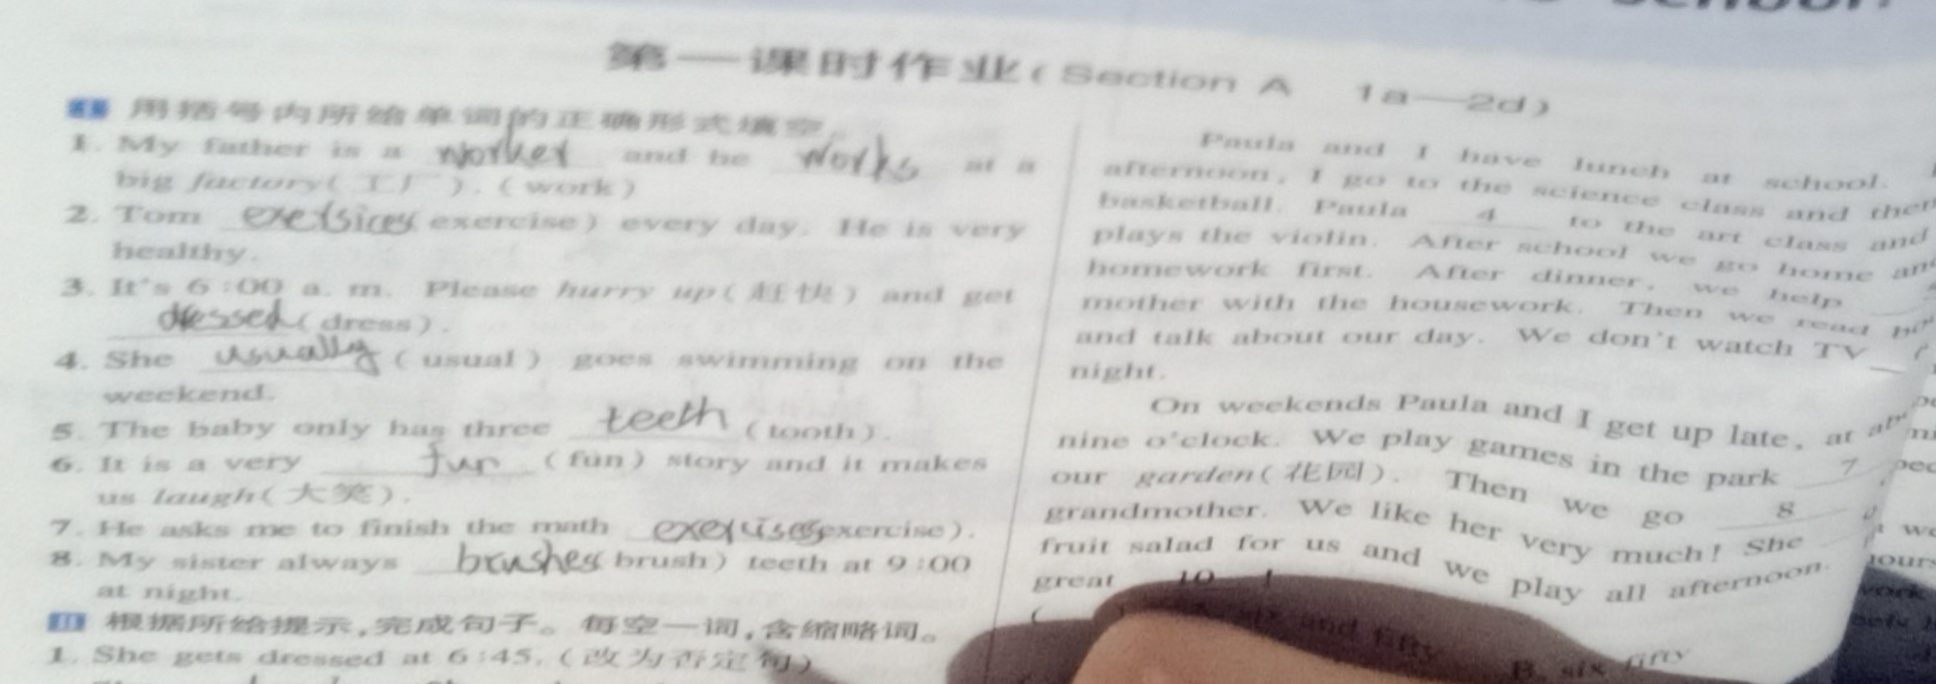 第一课时作业(Section A 1a—2d)
用括号内所给单词的正确形式填空。
1. My father is a worker and he works at a
big factory(工厂). (work)
2. Tom exersices exercise) every day. He is very
healthy.
3. It's 6:00 a. m. Please hurry up(赶快) and get
dressed (dress).
4. She usually (usual) goes swimming on the
weekend.
5. The baby only has three teeth (tooth).
6. It is a very fun (fun) story and it makes
us laugh(大笑).
7. He asks me to finish the math exercises exercise).
8. My sister always brushes brush) teeth at 9:00
at night.
根据所给提示,完成句子。每空一词,含缩略词。
1. She gets dressed at 6:45. (改为否定句)
Paula and I have lunch at school.
afternoon, I go to the science class and then
basketball. Paula 4 to the art class and
plays the violin. After school we go home
homework first. After dinner, we help
mother with the housework. Then we read
and talk about our day. We don't watch TV
night.
On weekends Paula and I get up late, at
nine o'clock. We play games in the park 7
our garden(花园). Then we go 8
grandmother. We like her very much! She
fruit salad for us and we play all afternoon.
great 10 !
six and fifty B. six fifty